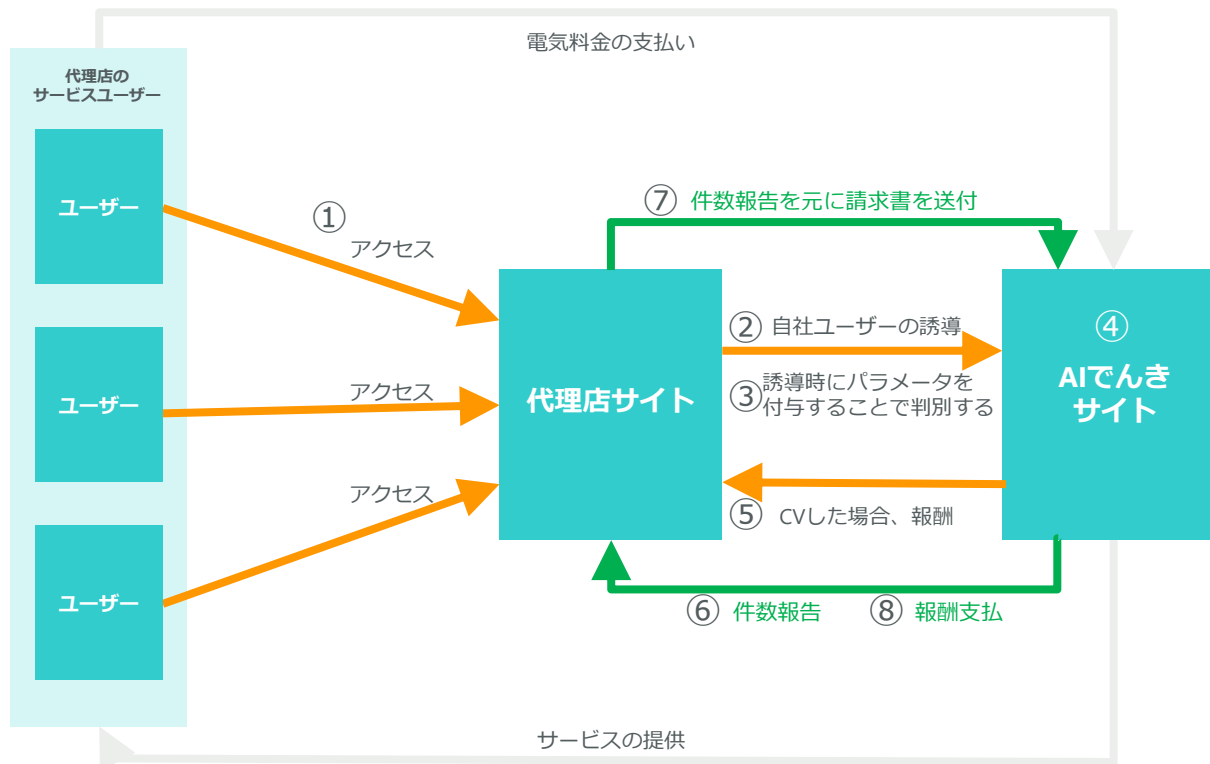 電気料金の支払い
代理店の
サービスユーザー
ユーザー
ユーザー
ユーザー
①
アクセス
アクセス
アクセス
代理店サイト
⑦ 件数報告を元に請求書を送付
② 自社ユーザーの誘導
③ 誘導時にパラメータを
付与することで判別する
④
AIでんき
サイト
⑤ CVした場合、報酬
⑥ 件数報告
⑧ 報酬支払
サービスの提供